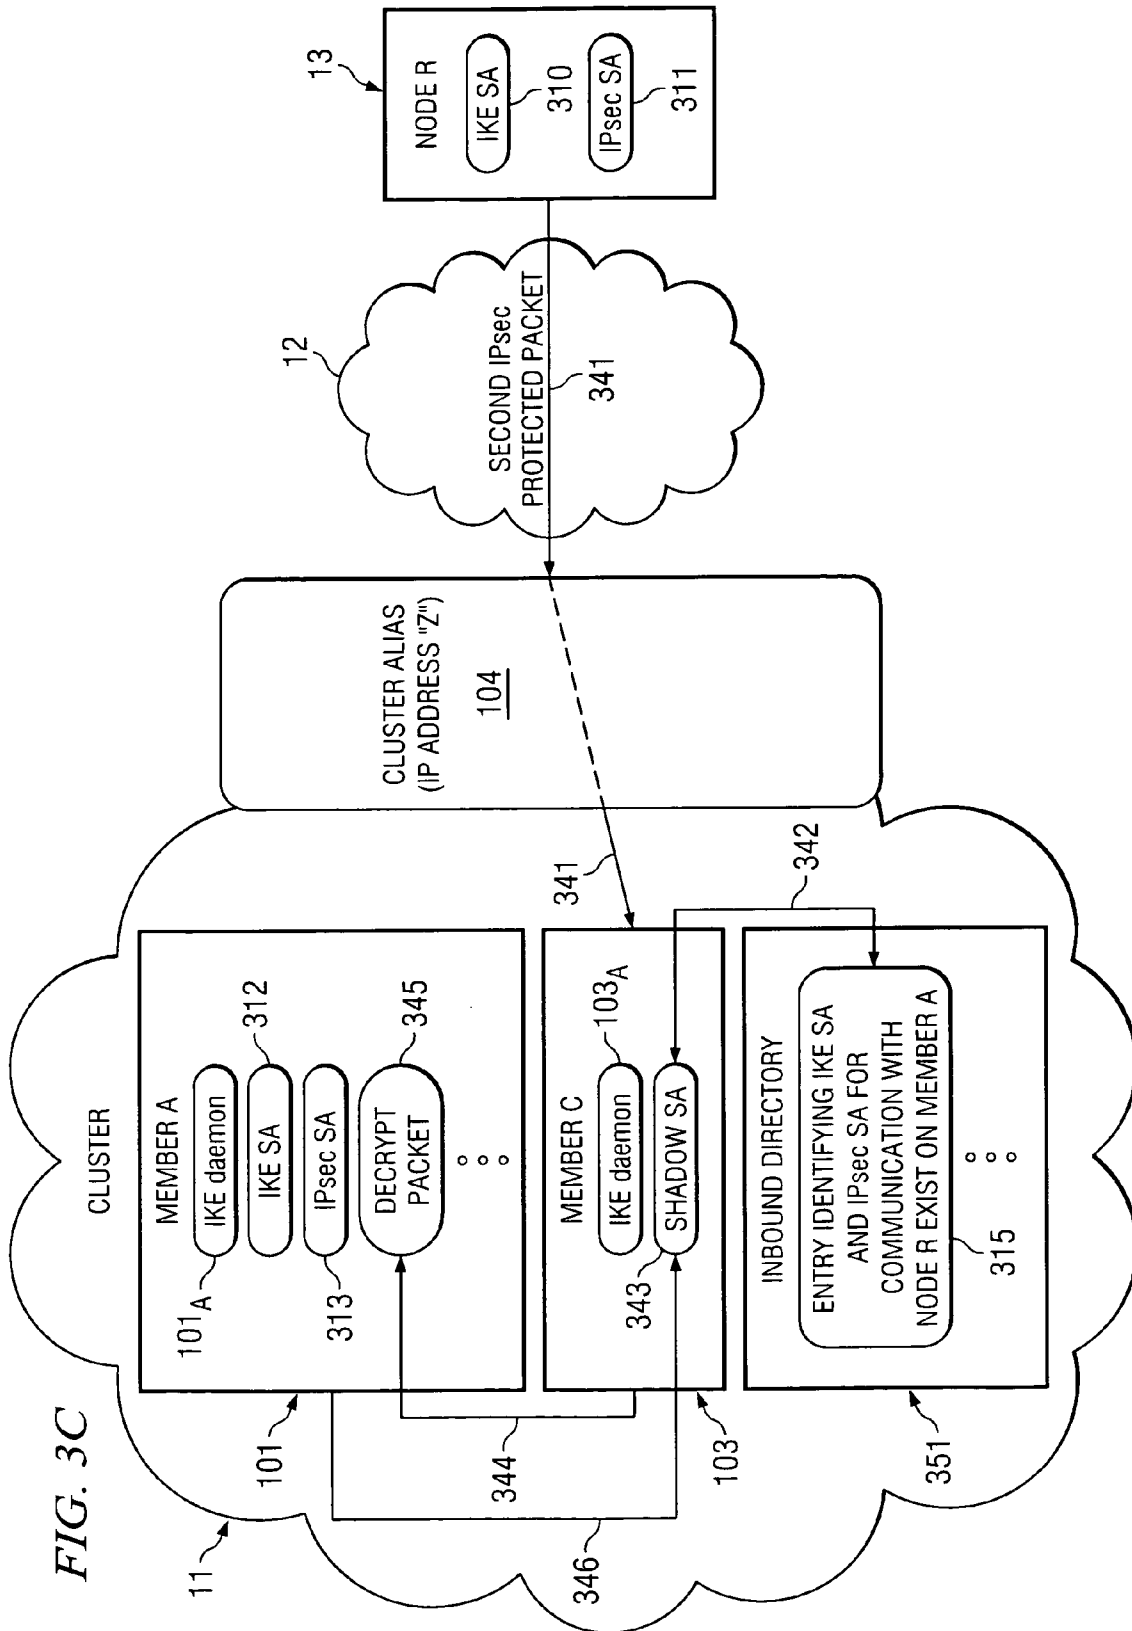 FIG. 3C
11
CLUSTER
MEMBER A
101A
IKE daemon
IKE SA
312
IPsec SA
313
DECRYPT
PACKET
345
101
344
346
MEMBER C
IKE daemon
103A
SHADOW SA
343
103
341
342
INBOUND DIRECTORY
ENTRY IDENTIFYING IKE SA
AND IPsec SA FOR
COMMUNICATION WITH
NODE R EXIST ON MEMBER A
315
351
CLUSTER ALIAS
(IP ADDRESS "Z")
104
12
SECOND IPsec
PROTECTED PACKET
341
13
NODE R
IKE SA
310
IPsec SA
311